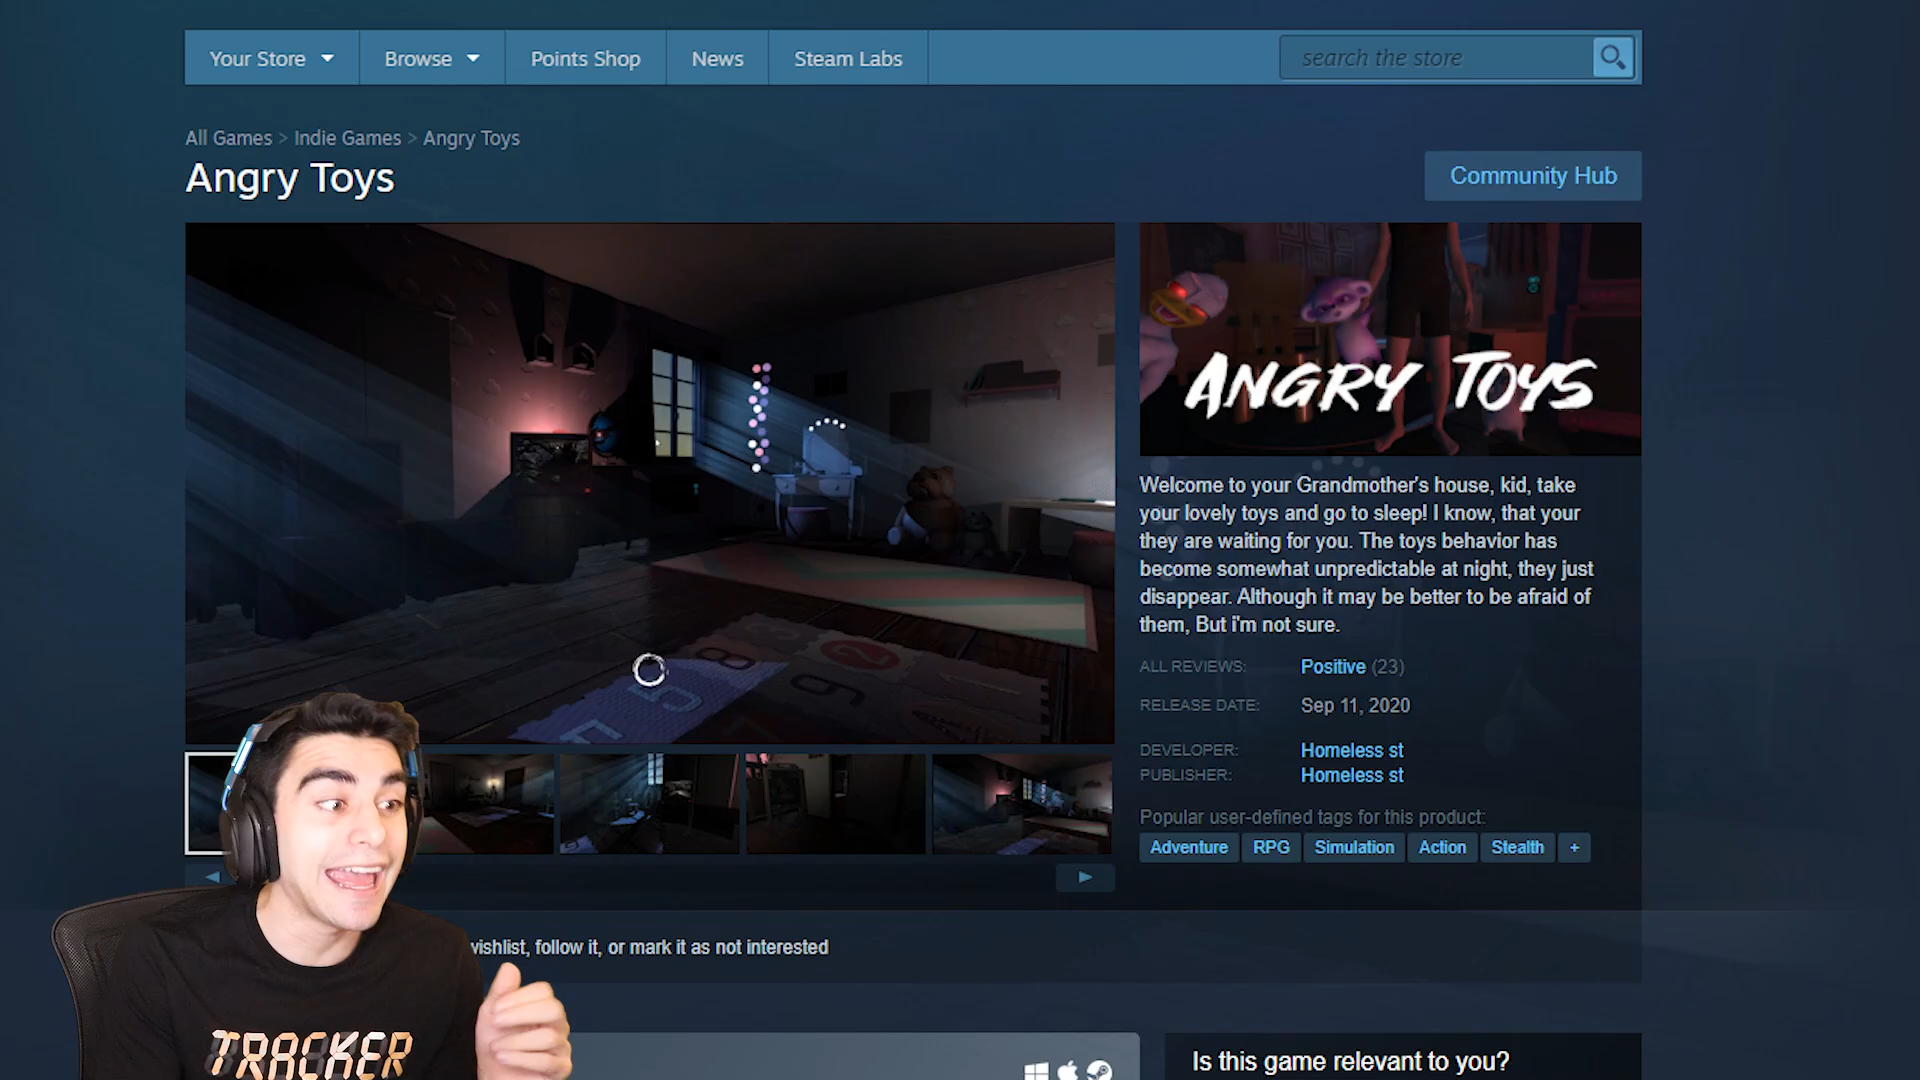 Your Store
Browse
Points Shop
News
Steam Labs
search the store
All Games > Indie Games > Angry Toys
Angry Toys
Community Hub
ANGRY TOYS
Welcome to your Grandmother's house, kid, take
your lovely toys and go to sleep! I know, that your
they are waiting for you. The toys behavior has
become somewhat unpredictable at night, they just
disappear. Although it may be better to be afraid of
them, But i'm not sure.
ALL REVIEWS: Positive (23)
RELEASE DATE: Sep 11, 2020
DEVELOPER: Homeless st
PUBLISHER: Homeless st
Popular user-defined tags for this product:
Adventure
RPG
Simulation
Action
Stealth
+
wishlist, follow it, or mark it as not interested
TRACKER
Is this game relevant to you?
8
2
5
9